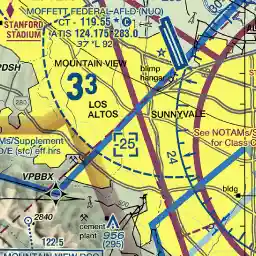 MOFFETT FEDERAL AFLD (NUQ)
STANFORD
STADIUM
*CT - 119.55 * C
ATIS 124.175 283.0
37 *L 92
MOUNTAIN VIEW
PDSH
blimp
hangar
33
LOS
ALTOS
SUNNYVALE
See NOTAMs/S
for Class C
Ms/Supplement
D/E (sfc) eff hrs
-25-
24
VPBBX
bldg
2840
cement
plant
956
(295)
122.5
MOUNTAIN VIEW RCO